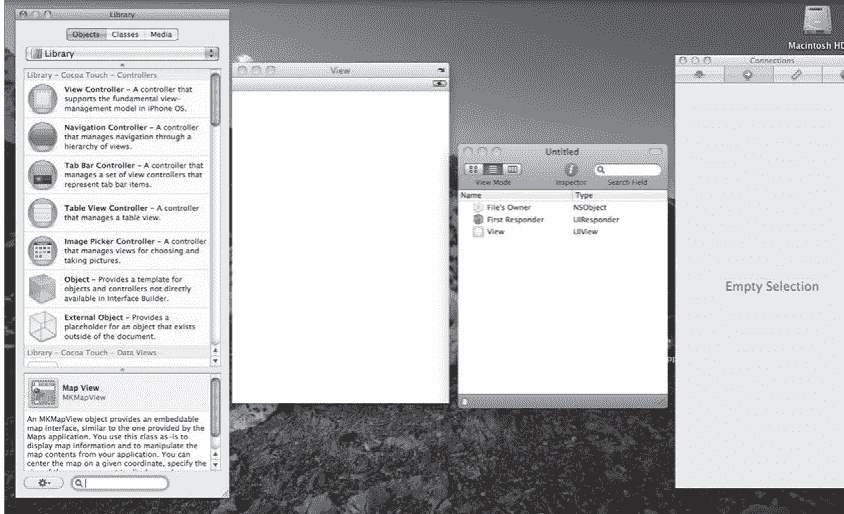 Library
Objects
Classes
Media
Library
Library – Cocoa Touch – Controllers
View Controller – A controller that
supports the fundamental view-
management model in iPhone OS.
Navigation Controller – A controller
that manages navigation through a
hierarchy of views.
Tab Bar Controller – A controller that
manages a set of view controllers that
represent tab bar items.
Table View Controller – A controller
that manages a table view.
Image Picker Controller – A controller
that manages views for choosing and
taking pictures.
Object – Provides a template for
objects and controllers not directly
available in Interface Builder.
External Object – Provides a
placeholder for an object that exists
outside of the document.
Library – Cocoa Touch – Data Views
Map View
MKMapView
An MKMapView object provides an embeddable
map interface, similar to the one provided by the
Maps application. You use this class as-is to
display map information and to manipulate the
map contents from your application. You can
center the map on a given coordinate, specify the
View
Untitled
View Mode
Inspector
Search Field
Name
Type
File's Owner
NSObject
First Responder
UIResponder
View
UIView
Macintosh HD
Connections
Empty Selection